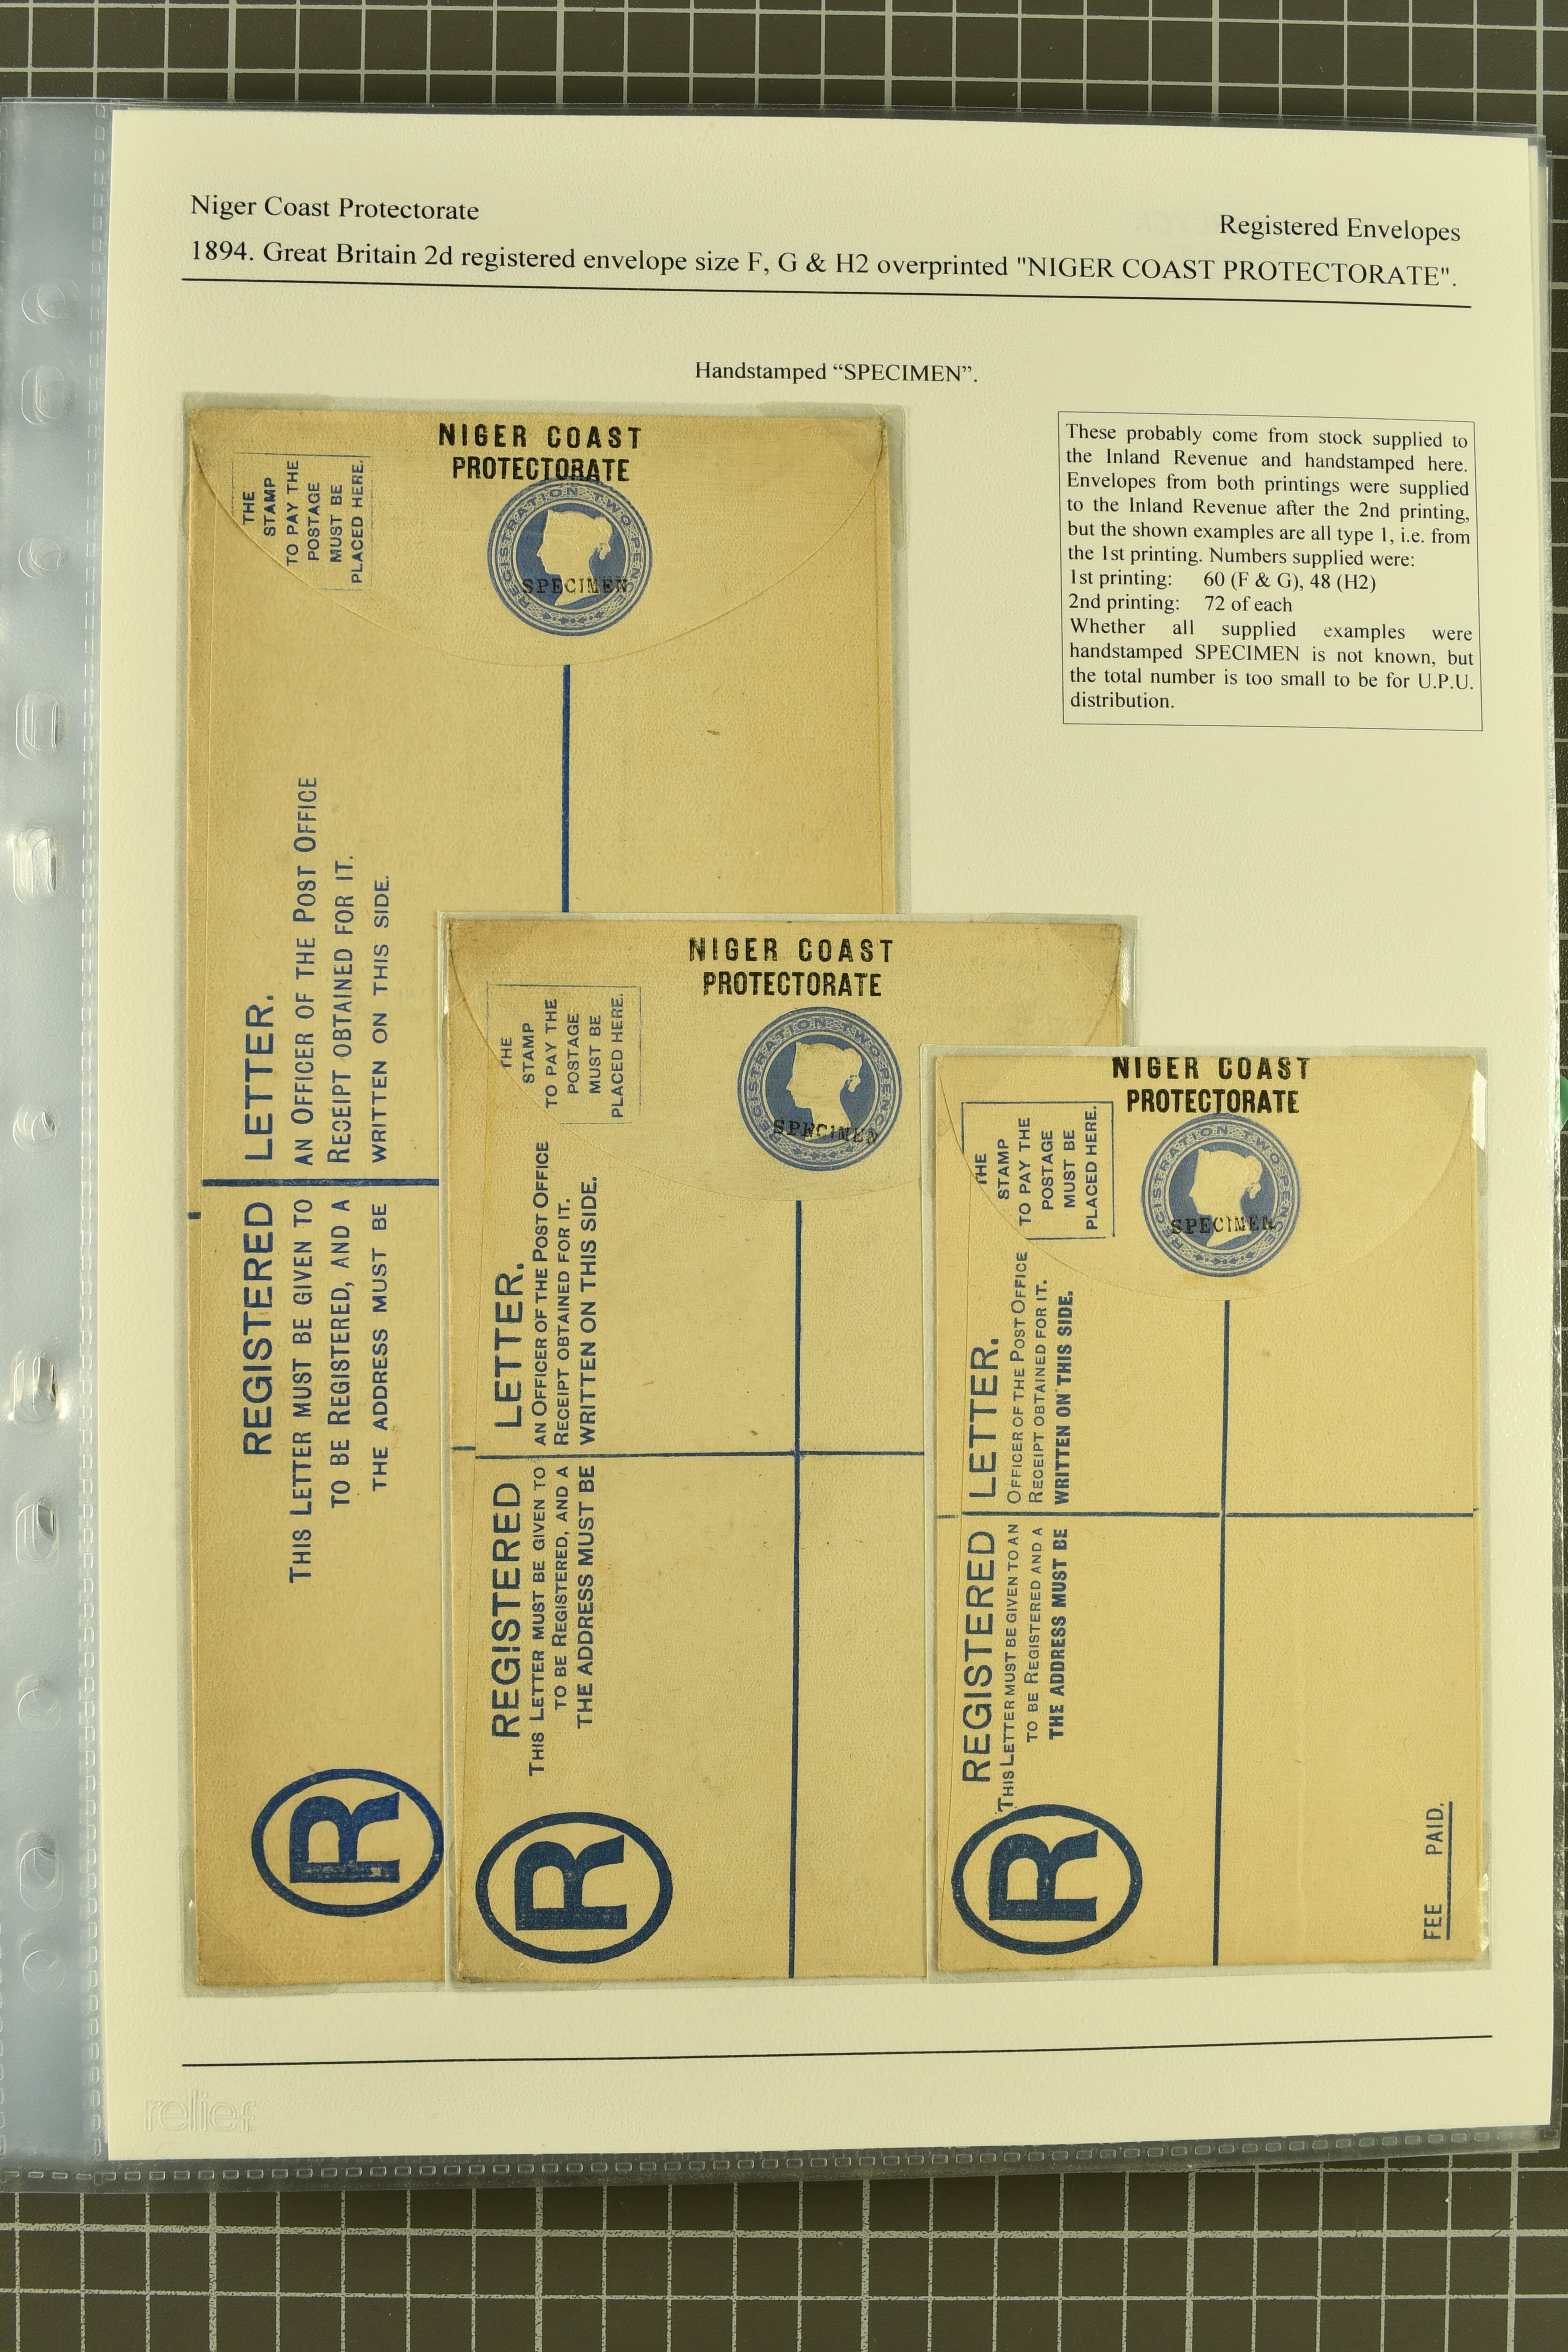 Niger Coast Protectorate
Registered Envelopes
1894. Great Britain 2d registered envelope size F, G & H2 overprinted "NIGER COAST PROTECTORATE".
Handstamped “SPECIMEN”.
These probably come from stock supplied to
the Inland Revenue and handstamped here.
Envelopes from both printings were supplied
to the Inland Revenue after the 2nd printing,
but the shown examples are all type 1, i.e. from
the 1st printing. Numbers supplied were:
1st printing: 60 (F & G), 48 (H2)
2nd printing: 72 of each
Whether all supplied examples were
handstamped SPECIMEN is not known, but
the total number is too small to be for U.P.U.
distribution.
NIGER COAST
PROTECTORATE
REGISTRATION TWO PENCE
SPECIMEN
THE
STAMP
TO PAY THE
POSTAGE
MUST BE
PLACED HERE.
REGISTERED LETTER.
THIS LETTER MUST BE GIVEN TO AN OFFICER OF THE POST OFFICE
TO BE REGISTERED, AND A RECEIPT OBTAINED FOR IT.
THE ADDRESS MUST BE WRITTEN ON THIS SIDE.
R
NIGER COAST
PROTECTORATE
REGISTRATION TWO PENCE
SPECIMEN
THE
STAMP
TO PAY THE
POSTAGE
MUST BE
PLACED HERE.
REGISTERED LETTER.
THIS LETTER MUST BE GIVEN TO AN OFFICER OF THE POST OFFICE
TO BE REGISTERED, AND A RECEIPT OBTAINED FOR IT.
THE ADDRESS MUST BE WRITTEN ON THIS SIDE.
R
NIGER COAST
PROTECTORATE
REGISTRATION TWO PENCE
SPECIMEN
THE
STAMP
TO PAY THE
POSTAGE
MUST BE
PLACED HERE.
REGISTERED LETTER.
THIS LETTER MUST BE GIVEN TO AN OFFICER OF THE POST OFFICE
TO BE REGISTERED AND A RECEIPT OBTAINED FOR IT.
THE ADDRESS MUST BE WRITTEN ON THIS SIDE.
R
FEE PAID.
relief